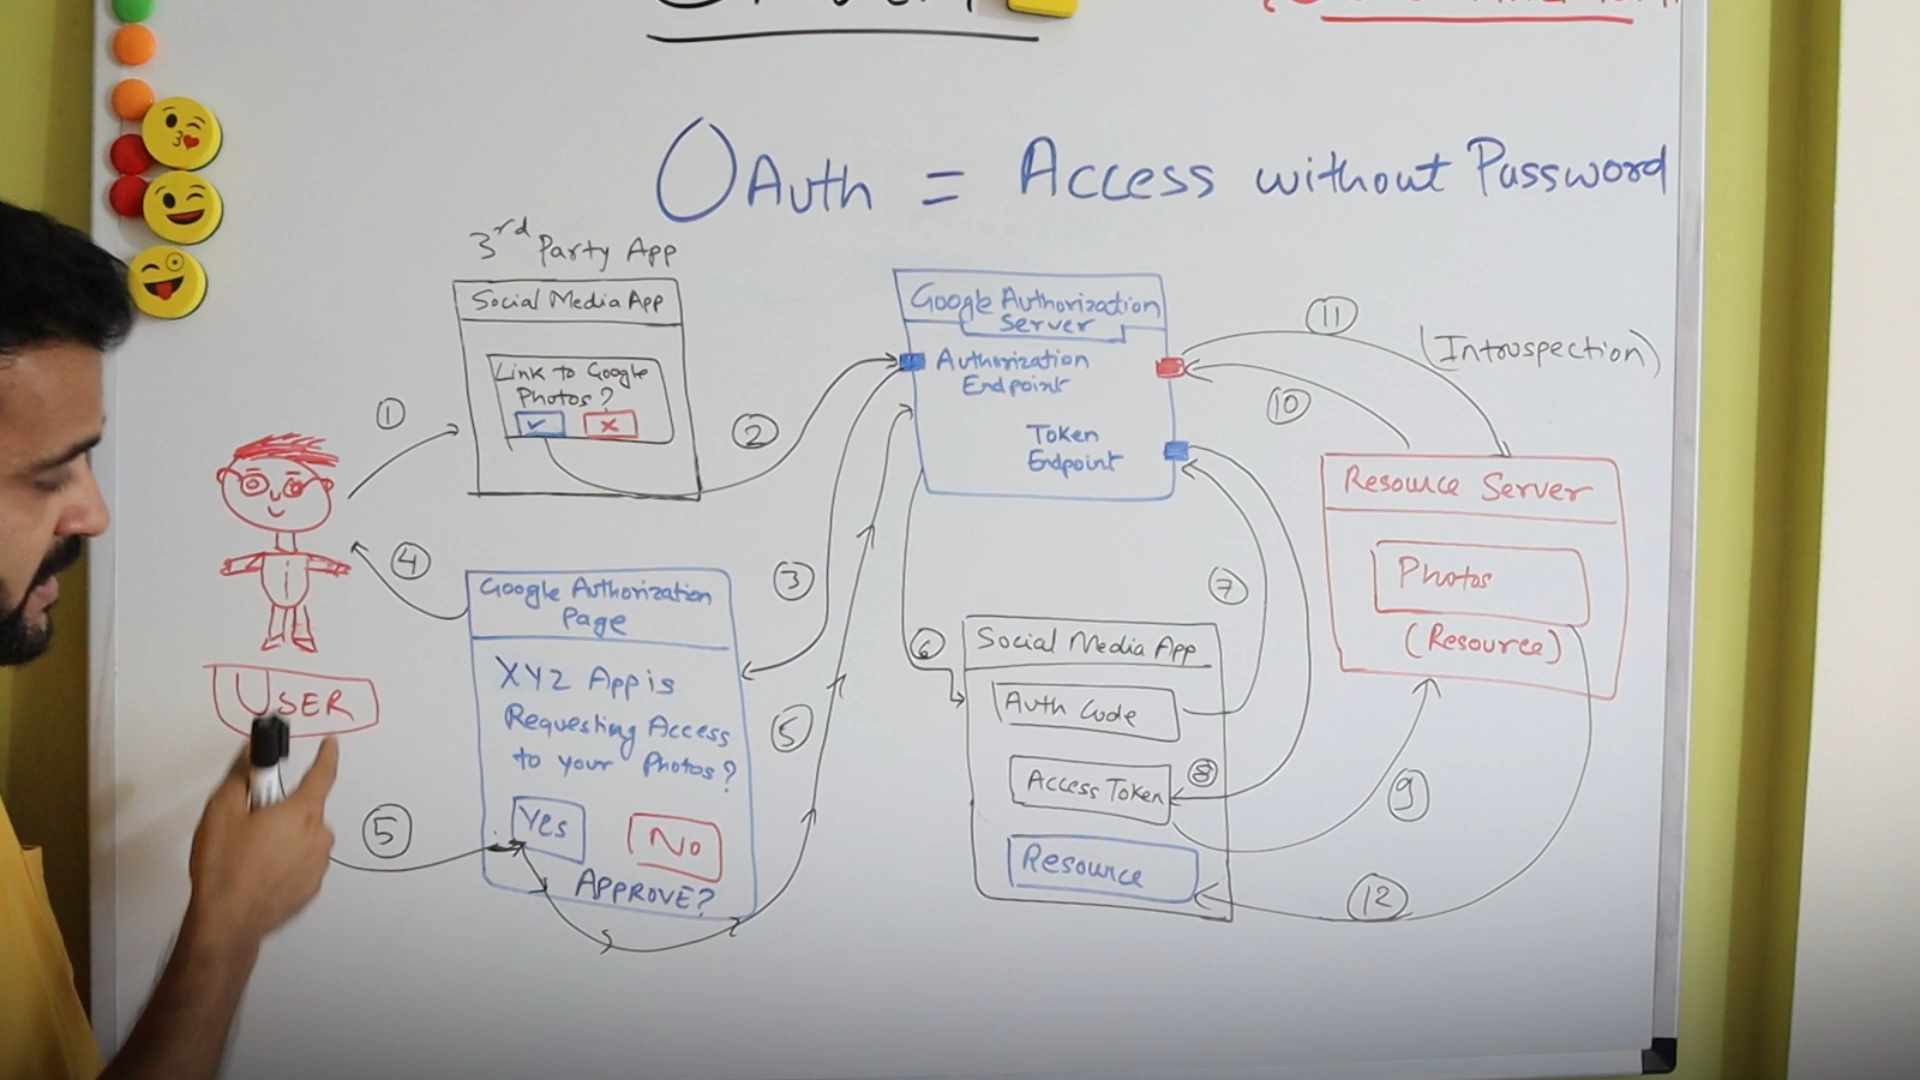 OAuth = Access without Password
3rd Party App
Social Media App
Link to Google
Photos?
Google Authorization
Server
Authorization
Endpoint
Token
Endpoint
1
2
3
4
5
5
6
7
8
9
10
11
12
(Introspection)
Resource Server
Photos
(Resource)
USER
Google Authorization
Page
XYZ App is
Requesting Access
to your Photos?
Yes
No
APPROVE?
Social Media App
Auth Code
Access Token
Resource